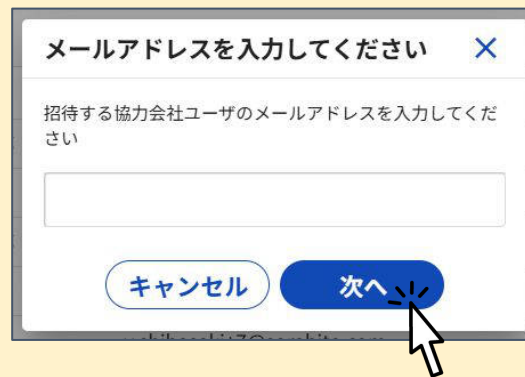 メールアドレスを入力してください
招待する協力会社ユーザのメールアドレスを入力してくだ
さい
キャンセル
次へ